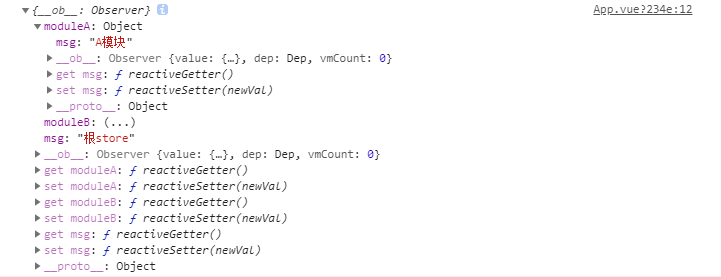 ▼{__ob__: Observer} i App.vue?234e:12
▼moduleA: Object
msg: "A模块"
▶__ob__: Observer {value: {…}, dep: Dep, vmCount: 0}
▶get msg: ƒ reactiveGetter()
▶set msg: ƒ reactiveSetter(newVal)
▶__proto__: Object
moduleB: (...)
msg: "根store"
▶__ob__: Observer {value: {…}, dep: Dep, vmCount: 0}
▶get moduleA: ƒ reactiveGetter()
▶set moduleA: ƒ reactiveSetter(newVal)
▶get moduleB: ƒ reactiveGetter()
▶set moduleB: ƒ reactiveSetter(newVal)
▶get msg: ƒ reactiveGetter()
▶set msg: ƒ reactiveSetter(newVal)
▶__proto__: Object